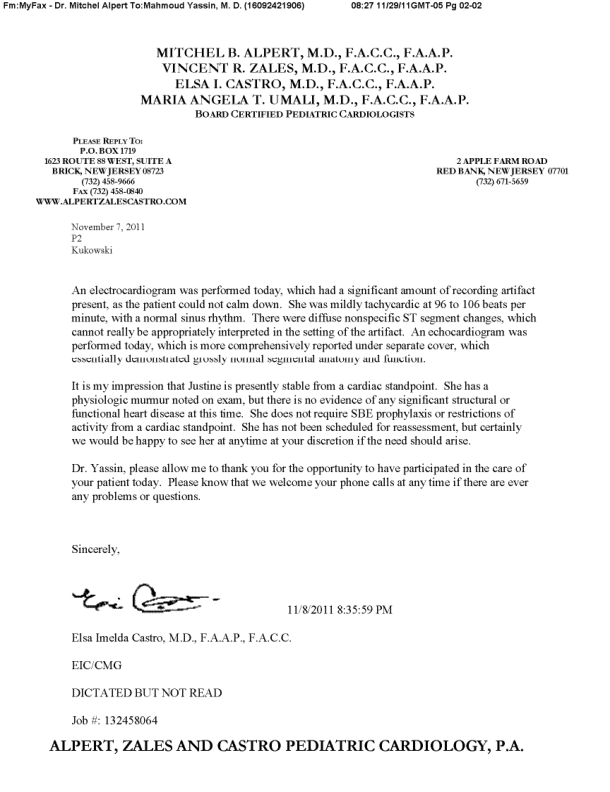 Fm:MyFax - Dr. Mitchel Alpert To:Mahmoud Yassin, M. D. (16092421906) 08:27 11/29/11GMT-05 Pg 02-02
MITCHEL B. ALPERT, M.D., F.A.C.C., F.A.A.P.
VINCENT R. ZALES, M.D., F.A.C.C., F.A.A.P.
ELSA I. CASTRO, M.D., F.A.C.C., F.A.A.P.
MARIA ANGELA T. UMALI, M.D., F.A.C.C., F.A.A.P.
BOARD CERTIFIED PEDIATRIC CARDIOLOGISTS
PLEASE REPLY TO:
P.O. BOX 1719
1623 ROUTE 88 WEST, SUITE A
BRICK, NEW JERSEY 08723
(732) 458-9666
FAX (732) 458-0840
WWW.ALPERTZALESCASTRO.COM
2 APPLE FARM ROAD
RED BANK, NEW JERSEY 07701
(732) 671-5659
November 7, 2011
P2
Kukowski
An electrocardiogram was performed today, which had a significant amount of recording artifact
present, as the patient could not calm down. She was mildly tachycardic at 96 to 106 beats per
minute, with a normal sinus rhythm. There were diffuse nonspecific ST segment changes, which
cannot really be appropriately interpreted in the setting of the artifact. An echocardiogram was
performed today, which is more comprehensively reported under separate cover, which
essentially demonstrated grossly normal segmental anatomy and function.
It is my impression that Justine is presently stable from a cardiac standpoint. She has a
physiologic murmur noted on exam, but there is no evidence of any significant structural or
functional heart disease at this time. She does not require SBE prophylaxis or restrictions of
activity from a cardiac standpoint. She has not been scheduled for reassessment, but certainly
we would be happy to see her at anytime at your discretion if the need should arise.
Dr. Yassin, please allow me to thank you for the opportunity to have participated in the care of
your patient today. Please know that we welcome your phone calls at any time if there are ever
any problems or questions.
Sincerely,
11/8/2011 8:35:59 PM
Elsa Imelda Castro, M.D., F.A.A.P., F.A.C.C.
EIC/CMG
DICTATED BUT NOT READ
Job #: 132458064
ALPERT, ZALES AND CASTRO PEDIATRIC CARDIOLOGY, P.A.